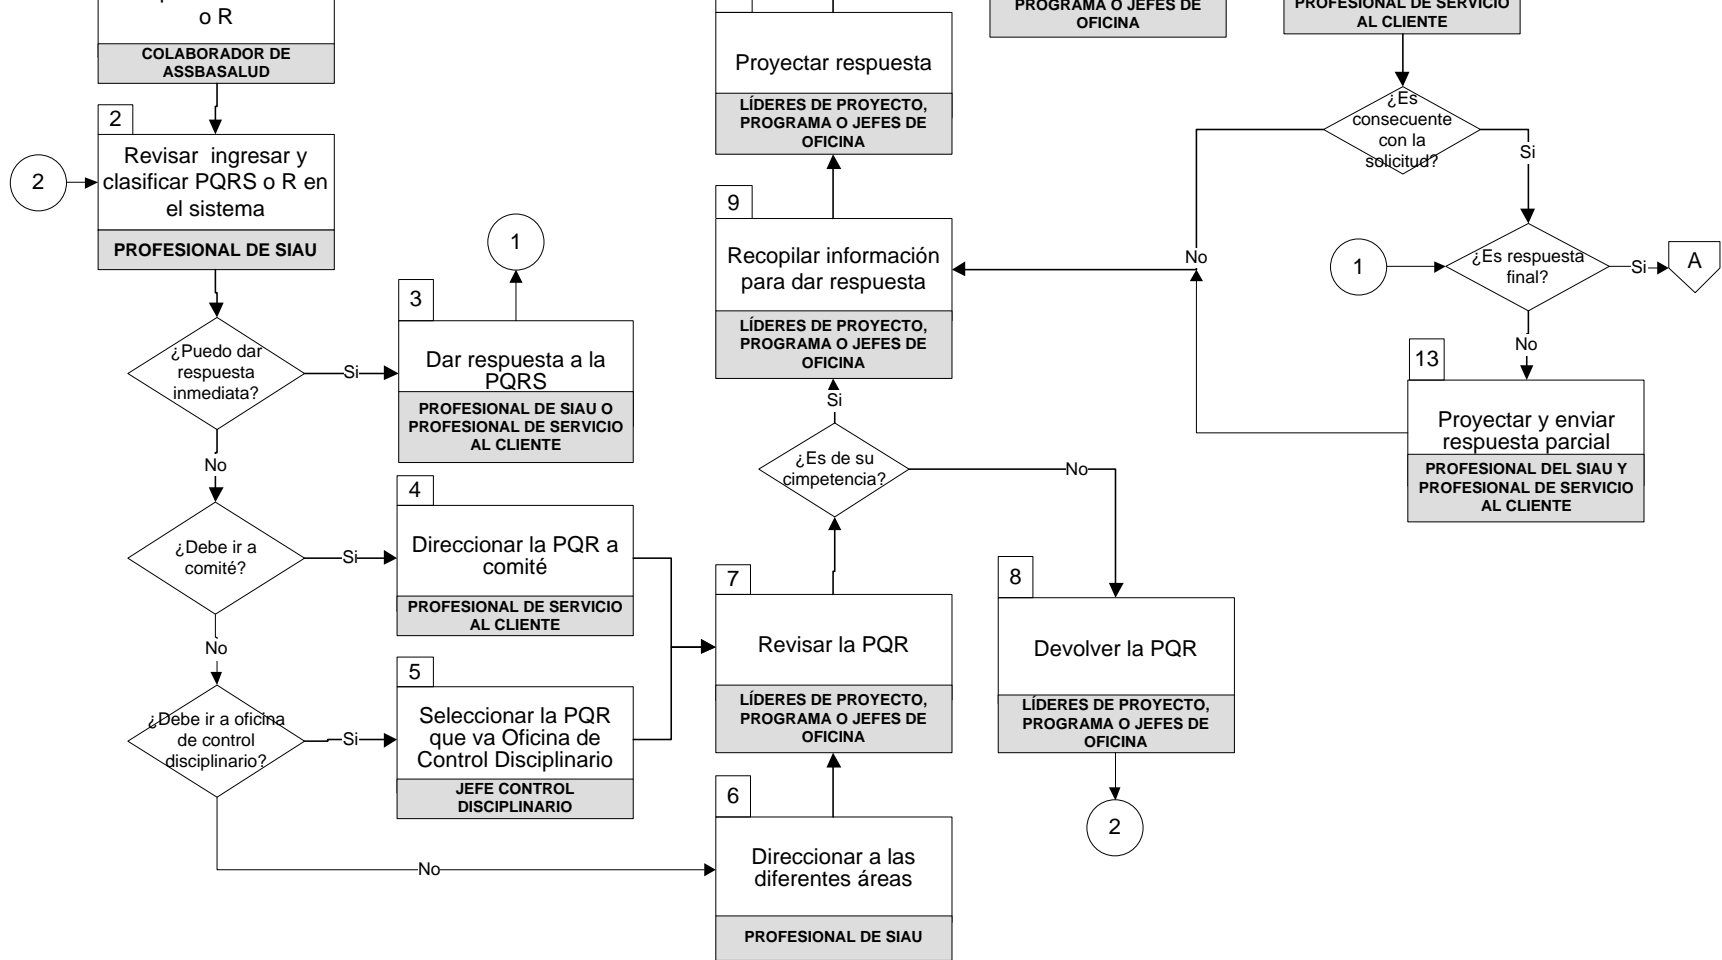 o R
COLABORADOR DE
ASSBASALUD
2
Revisar ingresar y
clasificar PQRS o R en
el sistema
PROFESIONAL DE SIAU
2
¿Puedo dar
respuesta
inmediata?
Si
No
1
3
Dar respuesta a la
PQRS
PROFESIONAL DE SIAU O
PROFESIONAL DE SERVICIO
AL CLIENTE
¿Debe ir a
comité?
Si
No
4
Direccionar la PQR a
comité
PROFESIONAL DE SERVICIO
AL CLIENTE
¿Debe ir a oficina
de control
disciplinario?
Si
No
5
Seleccionar la PQR
que va Oficina de
Control Disciplinario
JEFE CONTROL
DISCIPLINARIO
Proyectar respuesta
LÍDERES DE PROYECTO,
PROGRAMA O JEFES DE
OFICINA
9
Recopilar información
para dar respuesta
LÍDERES DE PROYECTO,
PROGRAMA O JEFES DE
OFICINA
Si
¿Es de su
cimpetencia?
No
7
Revisar la PQR
LÍDERES DE PROYECTO,
PROGRAMA O JEFES DE
OFICINA
6
Direccionar a las
diferentes áreas
PROFESIONAL DE SIAU
8
Devolver la PQR
LÍDERES DE PROYECTO,
PROGRAMA O JEFES DE
OFICINA
2
PROGRAMA O JEFES DE
OFICINA
PROFESIONAL DE SERVICIO
AL CLIENTE
¿Es
consecuente
con la
solicitud?
Si
No
1
¿Es respuesta
final?
Si
A
No
13
Proyectar y enviar
respuesta parcial
PROFESIONAL DEL SIAU Y
PROFESIONAL DE SERVICIO
AL CLIENTE